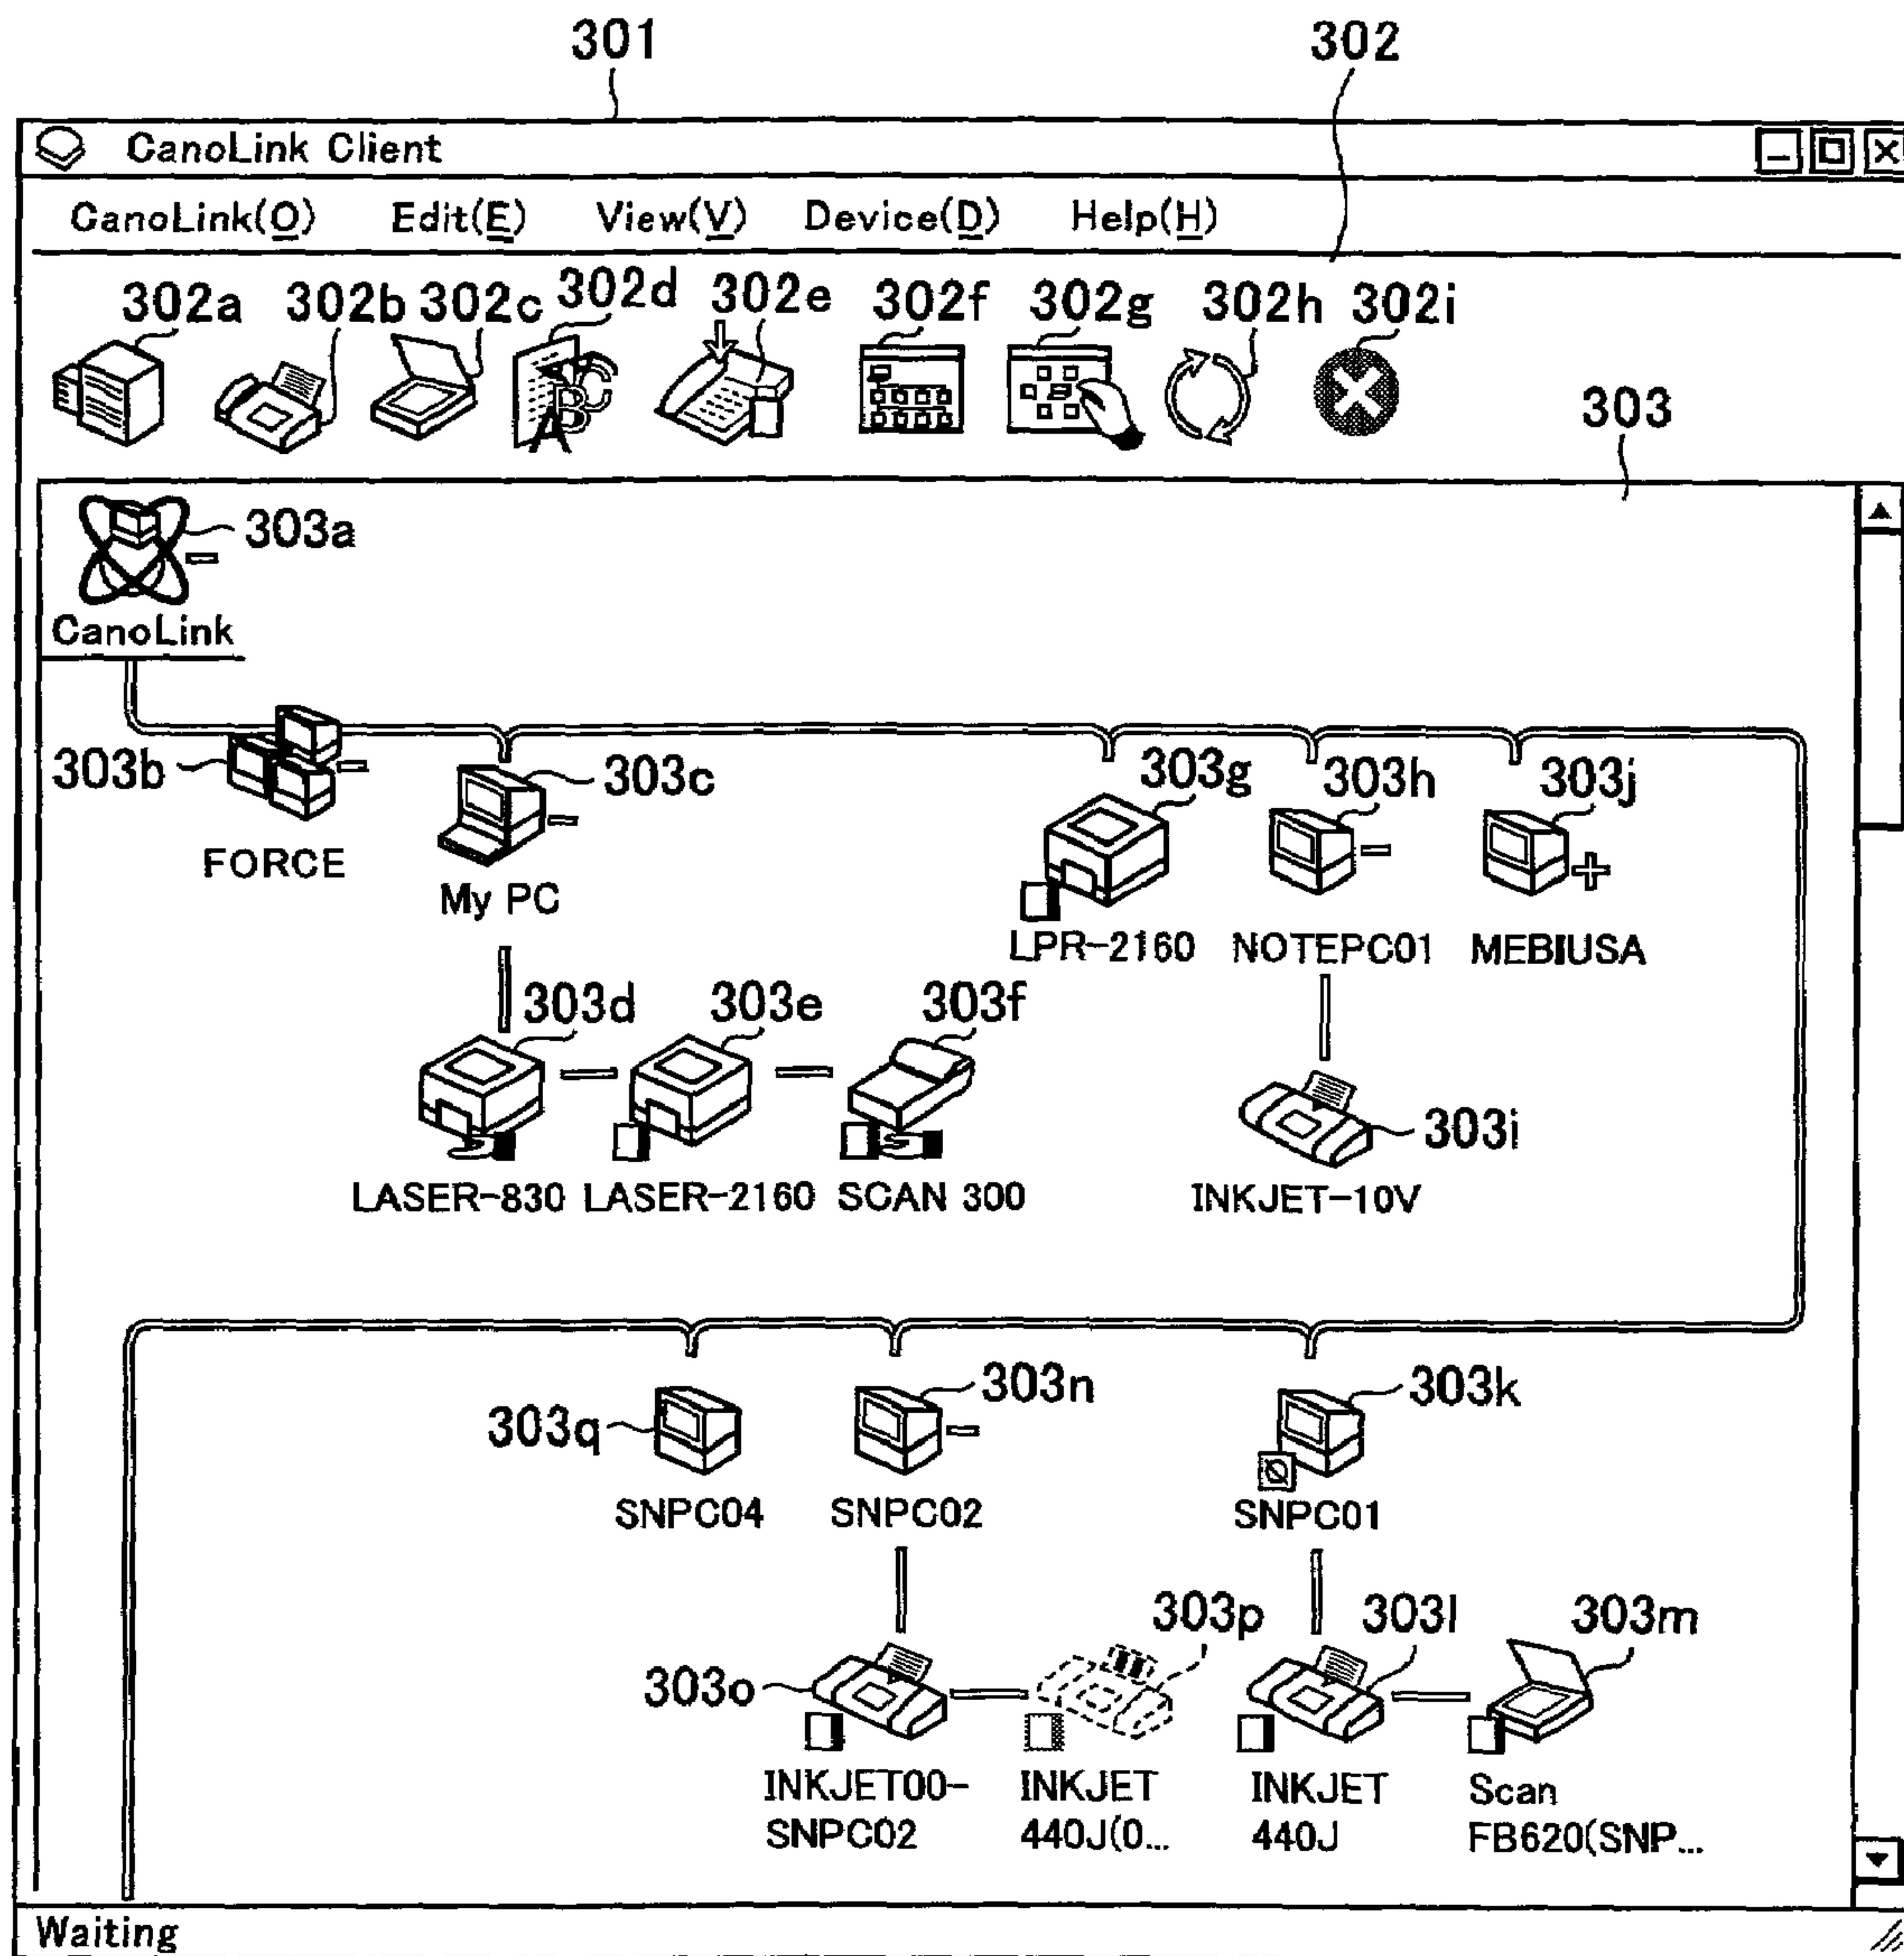 301 302
CanoLink Client
CanoLink(O) Edit(E) View(V) Device(D) Help(H)
302a 302b 302c 302d 302e 302f 302g 302h 302i
303
303a
CanoLink
303b 303c 303g 303h 303j
FORCE My PC LPR-2160 NOTEPC01 MEBIUSA
303d 303e 303f
303i
LASER-830 LASER-2160 SCAN 300 INKJET-10V
303q 303n 303k
SNPC04 SNPC02 SNPC01
303o 303p 303l 303m
INKJET00- INKJET INKJET Scan
SNPC02 440J(0... 440J FB620(SNP...
Waiting